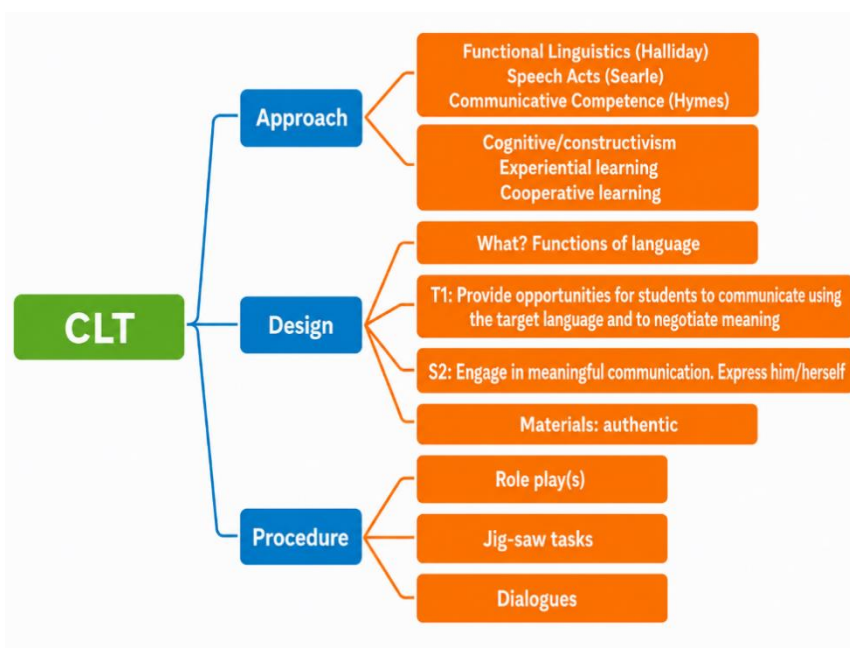 CLT
Approach
Functional Linguistics (Halliday)
Speech Acts (Searle)
Communicative Competence (Hymes)
Cognitive/constructivism
Experiential learning
Cooperative learning
Design
What? Functions of language
T1: Provide opportunities for students to communicate using
the target language and to negotiate meaning
S2: Engage in meaningful communication. Express him/herself
Materials: authentic
Procedure
Role play(s)
Jig-saw tasks
Dialogues